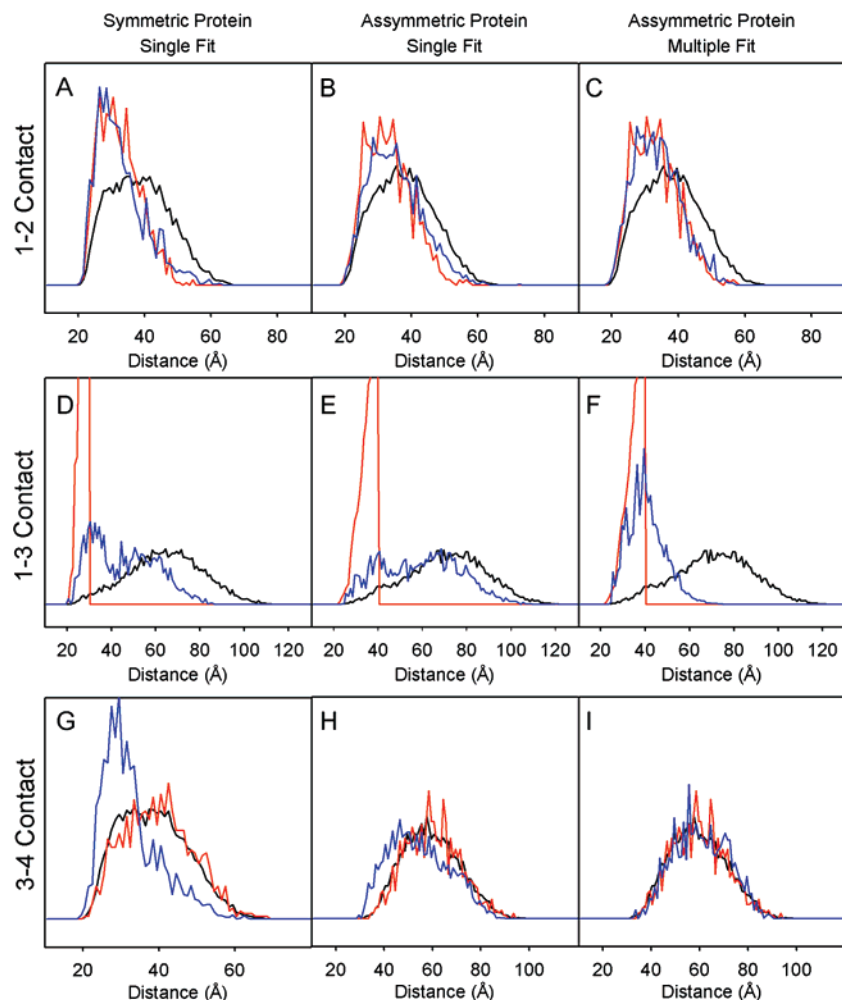 Symmetric Protein Assymmetric Protein Assymmetric Protein
Single Fit Single Fit Multiple Fit
1-2 Contact
A B C
20 40 60 80 20 40 60 80 20 40 60 80
Distance (Å) Distance (Å) Distance (Å)
1-3 Contact
D E F
20 40 60 80 100 120 20 40 60 80 100 120 20 40 60 80 100 120
Distance (Å) Distance (Å) Distance (Å)
3-4 Contact
G H I
20 40 60 20 40 60 80 100 20 40 60 80 100
Distance (Å) Distance (Å) Distance (Å)